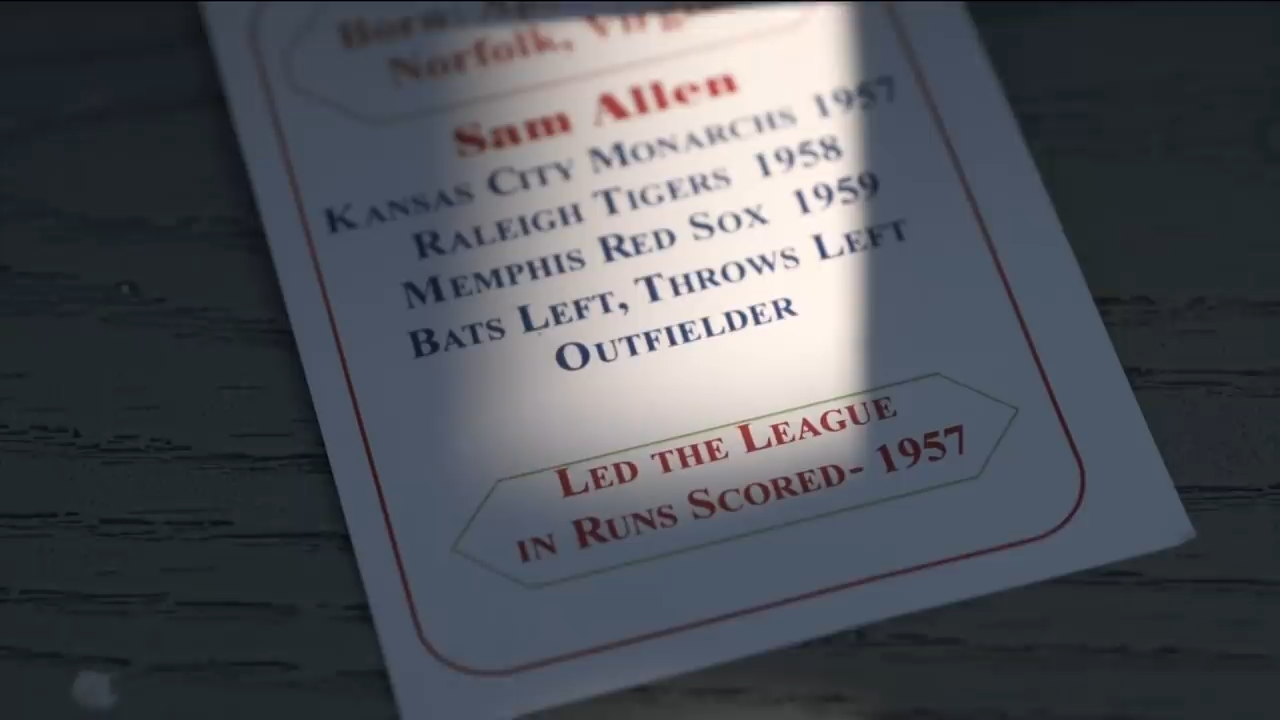 Born:
Norfolk, Virginia
Sam Allen
KANSAS CITY MONARCHS 1957
RALEIGH TIGERS 1958
MEMPHIS RED SOX 1959
BATS LEFT, THROWS LEFT
OUTFIELDER
LED THE LEAGUE
IN RUNS SCORED- 1957